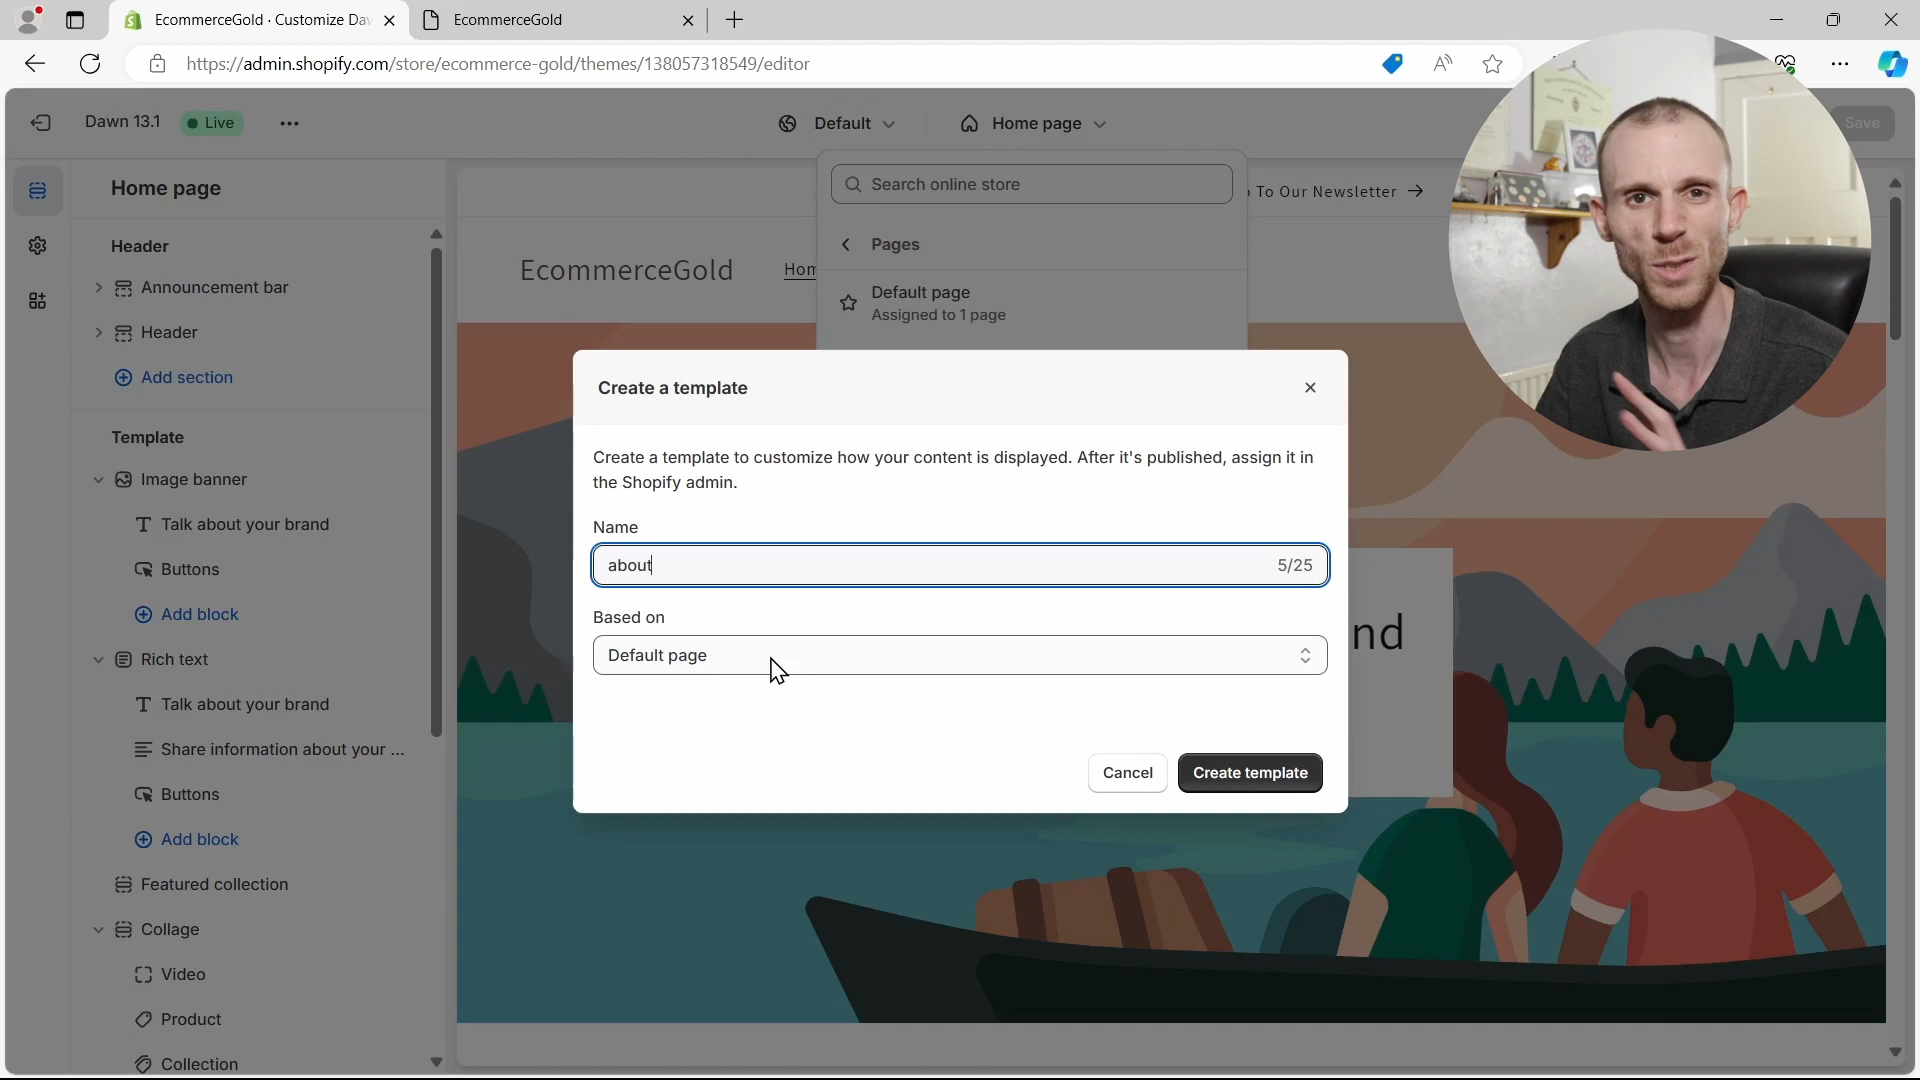 EcommerceGold · Customize Daw
EcommerceGold
https://admin.shopify.com/store/ecommerce-gold/themes/138057318549/editor
Dawn 13.1
Live
Default
Home page
Save
Home page
Search online store
To Our Newsletter →
Header
Pages
Announcement bar
EcommerceGold
Hom
Default page
Assigned to 1 page
Header
Add section
Create a template
Template
Create a template to customize how your content is displayed. After it's published, assign it in
the Shopify admin.
Image banner
Talk about your brand
Name
about
5/25
Buttons
Based on
Add block
Default page
nd
Rich text
Talk about your brand
Share information about your ...
Cancel
Create template
Buttons
Add block
Featured collection
Collage
Video
Product
Collection